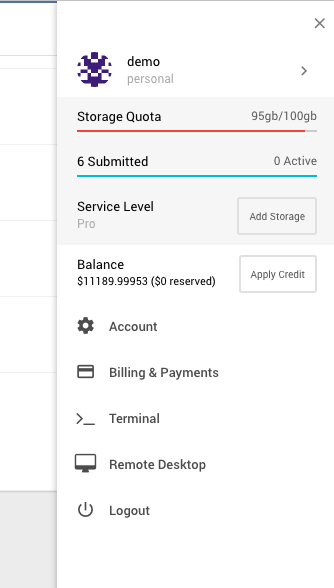 demo
personal
Storage Quota 95gb/100gb
6 Submitted 0 Active
Service Level
Pro
Add Storage
Balance
$11189.99953 ($0 reserved)
Apply Credit
Account
Billing & Payments
Terminal
Remote Desktop
Logout